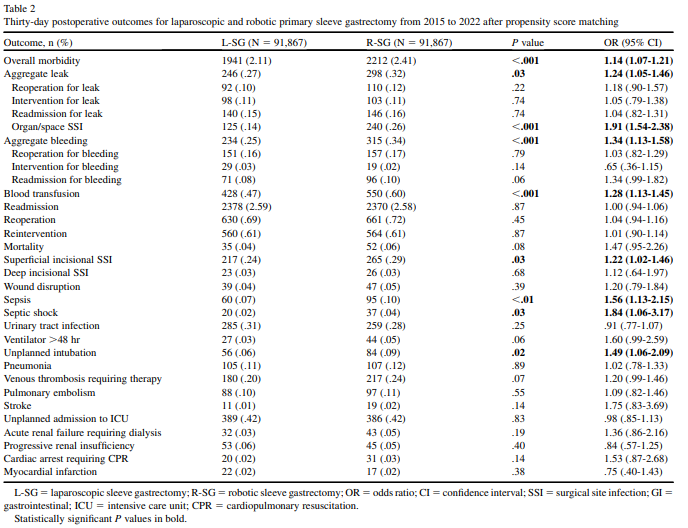 Table 2
Thirty-day postoperative outcomes for laparoscopic and robotic primary sleeve gastrectomy from 2015 to 2022 after propensity score matching
Outcome, n (%) L-SG (N = 91,867) R-SG (N = 91,867) P value OR (95% CI)
Overall morbidity 1941 (2.11) 2212 (2.41) <.001 1.14 (1.07-1.21)
Aggregate leak 246 (.27) 298 (.32) .03 1.24 (1.05-1.46)
Reoperation for leak 92 (.10) 110 (.12) .22 1.18 (.90-1.57)
Intervention for leak 98 (.11) 103 (.11) .74 1.05 (.79-1.38)
Readmission for leak 140 (.15) 146 (.16) .74 1.04 (.82-1.31)
Organ/space SSI 125 (.14) 240 (.26) <.001 1.91 (1.54-2.38)
Aggregate bleeding 234 (.25) 315 (.34) <.001 1.34 (1.13-1.58)
Reoperation for bleeding 151 (.16) 157 (.17) .79 1.03 (.82-1.29)
Intervention for bleeding 29 (.03) 19 (.02) .14 .65 (.36-1.15)
Readmission for bleeding 71 (.08) 96 (.10) .06 1.34 (.99-1.82)
Blood transfusion 428 (.47) 550 (.60) <.001 1.28 (1.13-1.45)
Readmission 2378 (2.59) 2370 (2.58) .87 1.00 (.94-1.06)
Reoperation 630 (.69) 661 (.72) .45 1.04 (.94-1.16)
Reintervention 560 (.61) 564 (.61) .87 1.01 (.90-1.14)
Mortality 35 (.04) 52 (.06) .08 1.47 (.95-2.26)
Superficial incisional SSI 217 (.24) 265 (.29) .03 1.22 (1.02-1.46)
Deep incisional SSI 23 (.03) 26 (.03) .68 1.12 (.64-1.97)
Wound disruption 39 (.04) 47 (.05) .39 1.20 (.79-1.84)
Sepsis 60 (.07) 95 (.10) <.01 1.56 (1.13-2.15)
Septic shock 20 (.02) 37 (.04) .03 1.84 (1.06-3.17)
Urinary tract infection 285 (.31) 259 (.28) .25 .91 (.77-1.07)
Ventilator >48 hr 27 (.03) 44 (.05) .06 1.60 (.99-2.59)
Unplanned intubation 56 (.06) 84 (.09) .02 1.49 (1.06-2.09)
Pneumonia 105 (.11) 107 (.12) .89 1.02 (.78-1.33)
Venous thrombosis requiring therapy 180 (.20) 217 (.24) .07 1.20 (.99-1.46)
Pulmonary embolism 88 (.10) 97 (.11) .55 1.09 (.82-1.46)
Stroke 11 (.01) 19 (.02) .14 1.75 (.83-3.69)
Unplanned admission to ICU 389 (.42) 386 (.42) .83 .98 (.85-1.13)
Acute renal failure requiring dialysis 32 (.03) 43 (.05) .19 1.36 (.86-2.16)
Progressive renal insufficiency 53 (.06) 45 (.05) .40 .84 (.57-1.25)
Cardiac arrest requiring CPR 20 (.02) 31 (.03) .14 1.53 (.87-2.68)
Myocardial infarction 22 (.02) 17 (.02) .38 .75 (.40-1.43)
L-SG = laparoscopic sleeve gastrectomy; R-SG = robotic sleeve gastrectomy; OR = odds ratio; CI = confidence interval; SSI = surgical site infection; GI =
gastrointestinal; ICU = intensive care unit; CPR = cardiopulmonary resuscitation.
Statistically significant P values in bold.